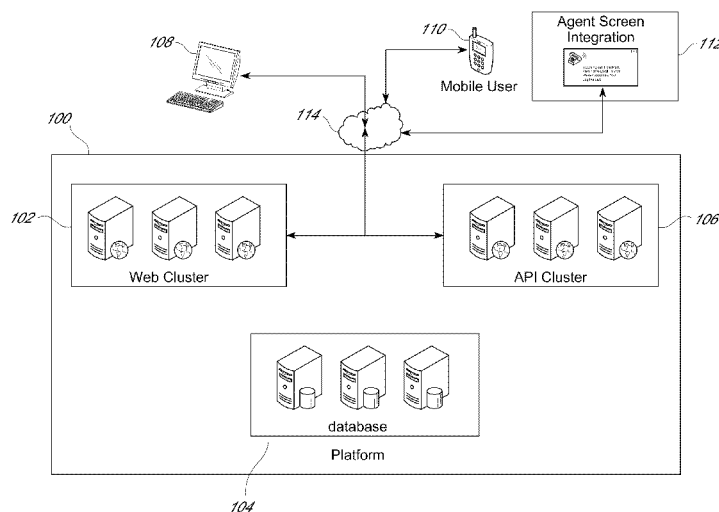 108
110
Mobile User
Agent Screen
Integration
112
114
100
102
Web Cluster
API Cluster
106
database
Platform
104